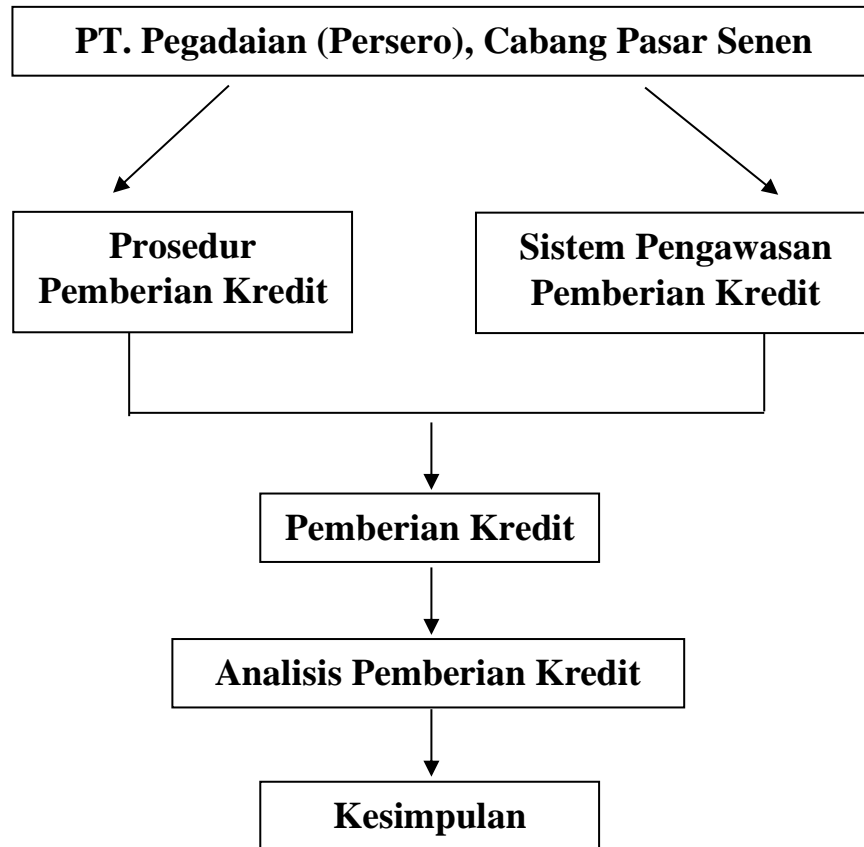 PT. Pegadaian (Persero), Cabang Pasar Senen
Prosedur
Pemberian Kredit
Sistem Pengawasan
Pemberian Kredit
Pemberian Kredit
Analisis Pemberian Kredit
Kesimpulan